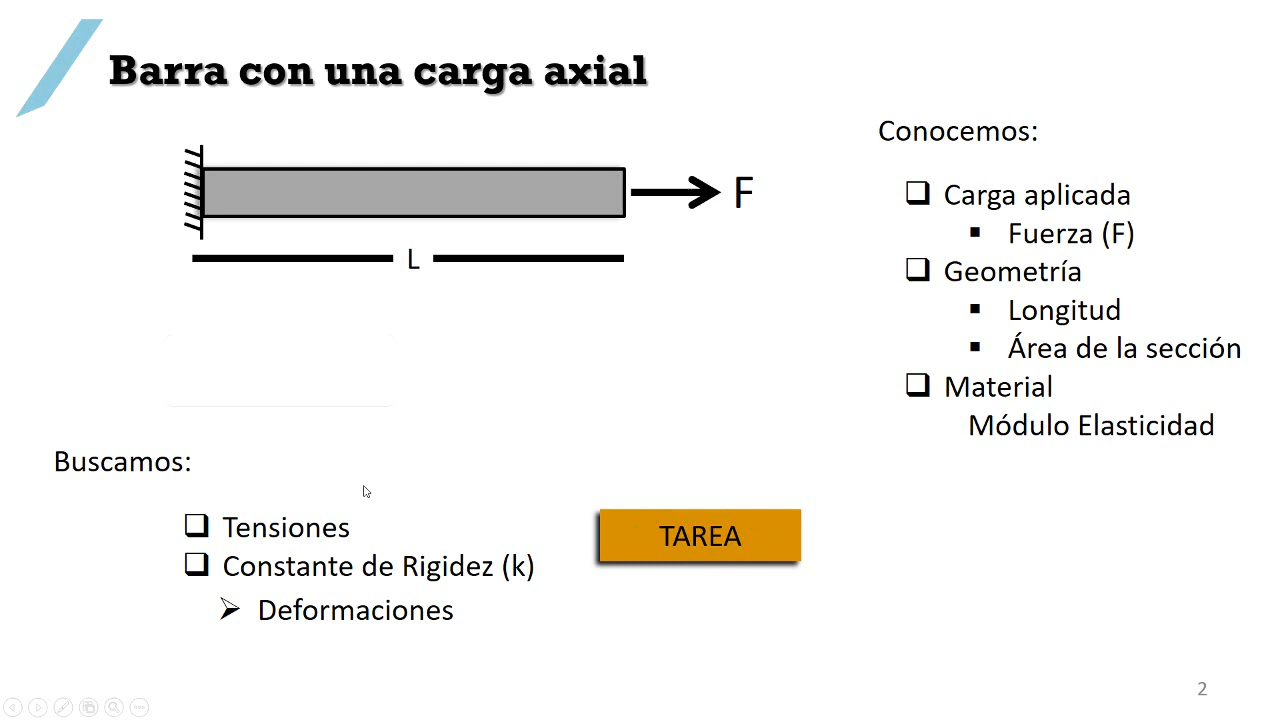 Barra con una carga axial
F
L
Conocemos:
Carga aplicada
Fuerza (F)
Geometría
Longitud
Área de la sección
Material
Módulo Elasticidad
Buscamos:
Tensiones
Constante de Rigidez (k)
Deformaciones
TAREA
2